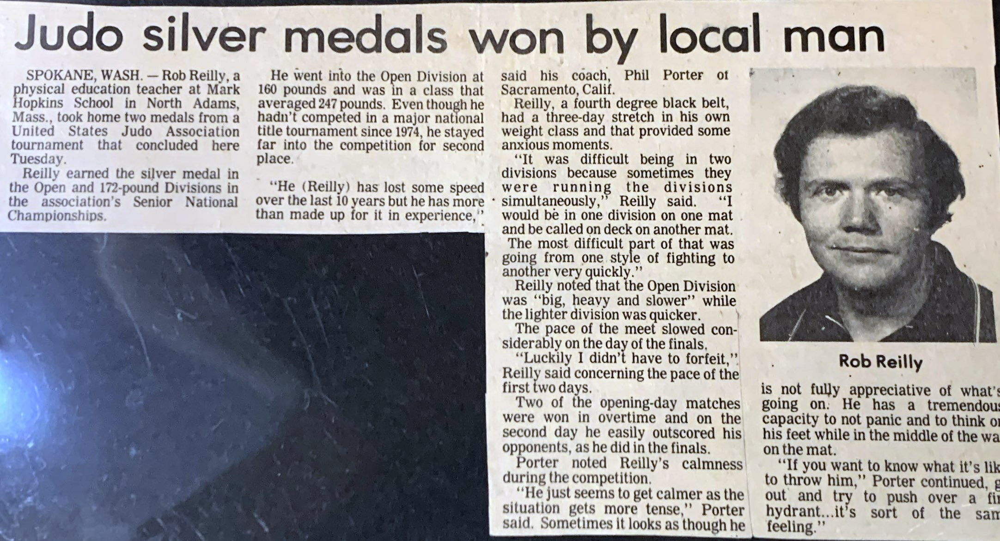 Judo silver medals won by local man
SPOKANE, WASH. — Rob Reilly, a
physical education teacher at Mark
Hopkins School in North Adams,
Mass., took home two medals from a
United States Judo Association
tournament that concluded here
Tuesday.
Reilly earned the silver medal in
the Open and 172-pound Divisions in
the association's Senior National
Championships.
He went into the Open Division at
160 pounds and was in a class that
averaged 247 pounds. Even though he
hadn't competed in a major national
title tournament since 1974, he stayed
far into the competition for second
place.
"He (Reilly) has lost some speed
over the last 10 years but he has more
than made up for it in experience,"
said his coach, Phil Porter of
Sacramento, Calif.
Reilly, a fourth degree black belt,
had a three-day stretch in his own
weight class and that provided some
anxious moments.
"It was difficult being in two
divisions because sometimes they
were running the divisions
simultaneously," Reilly said. "I
would be in one division on one mat
and be called on deck on another mat.
The most difficult part of that was
going from one style of fighting to
another very quickly."
Reilly noted that the Open Division
was "big, heavy and slower" while
the lighter division was quicker.
The pace of the meet slowed con-
siderably on the day of the finals.
"Luckily I didn't have to forfeit,"
Reilly said concerning the pace of the
first two days.
Two of the opening-day matches
were won in overtime and on the
second day he easily outscored his
opponents, as he did in the finals.
Porter noted Reilly's calmness
during the competition.
"He just seems to get calmer as the
situation gets more tense," Porter
said. Sometimes it looks as though he
Rob Reilly
is not fully appreciative of what's
going on. He has a tremendous
capacity to not panic and to think
his feet while in the middle of the
on the mat.
"If you want to know what it's
to throw him," Porter continued,
out and try to push over a
hydrant...it's sort of the
feeling."